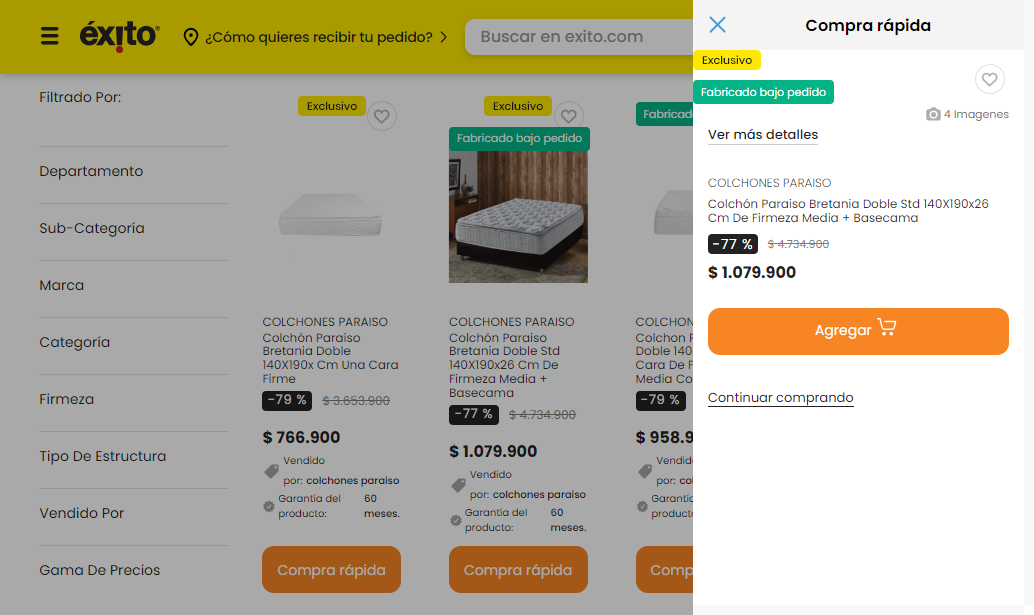 éxito
¿Cómo quieres recibir tu pedido?
Buscar en exito.com
Filtrado Por:
Departamento
Sub-Categoría
Marca
Categoría
Firmeza
Tipo De Estructura
Vendido Por
Gama De Precios
Exclusivo
COLCHONES PARAISO
Colchón Paraiso
Bretania Doble
140X190x Cm Una Cara
Firme
-79 % $ 3.653.900
$ 766.900
Vendido
por: colchones paraiso
Garantía del 60
producto: meses.
Compra rápida
Exclusivo
Fabricado bajo pedido
COLCHONES PARAISO
Colchón Paraiso
Bretania Doble Std
140X190x26 Cm De
Firmeza Media +
Basecama
-77 % $ 4.734.900
$ 1.079.900
Vendido
por: colchones paraiso
Garantía del 60
producto: meses.
Compra rápida
Fabricad
COLCHON
Colchon P
Doble 140
Cara De F
Media Co
-79 %
$ 958.9
Vendid
por: co
Garantí
product
Comp
Compra rápida
Exclusivo
Fabricado bajo pedido
4 Imagenes
Ver más detalles
COLCHONES PARAISO
Colchón Paraiso Bretania Doble Std 140X190x26
Cm De Firmeza Media + Basecama
-77 % $ 4.734.900
$ 1.079.900
Agregar
Continuar comprando